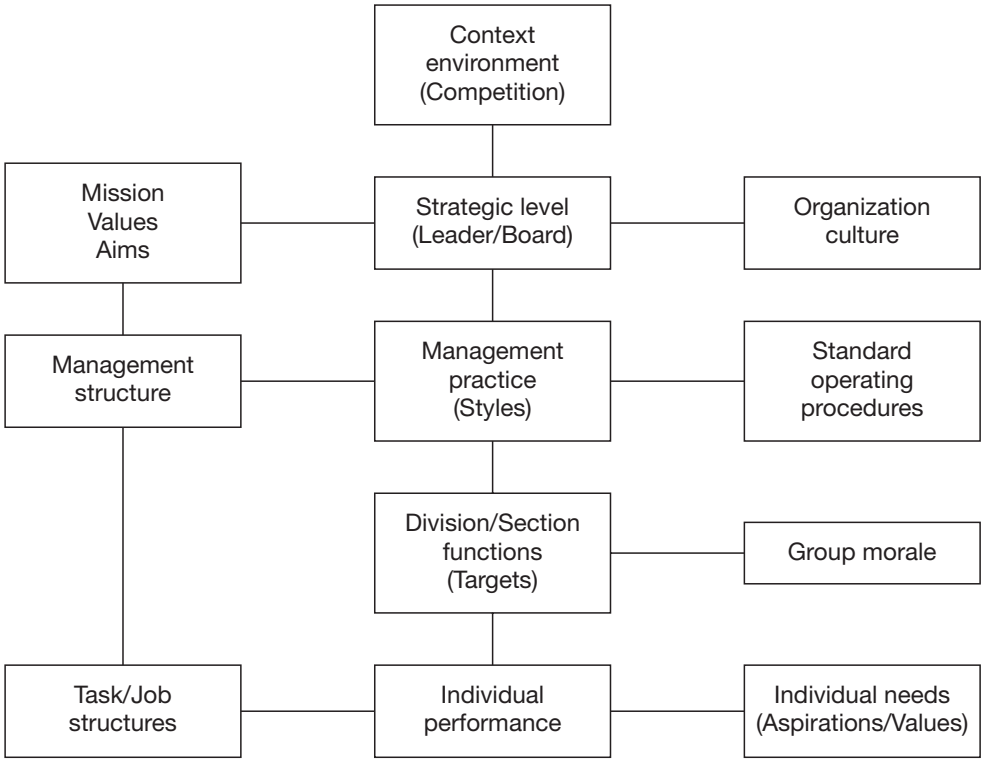 Context
environment
(Competition)
Mission
Values
Aims
Strategic level
(Leader/Board)
Organization
culture
Management
structure
Management
practice
(Styles)
Standard
operating
procedures
Division/Section
functions
(Targets)
Group morale
Task/Job
structures
Individual
performance
Individual needs
(Aspirations/Values)